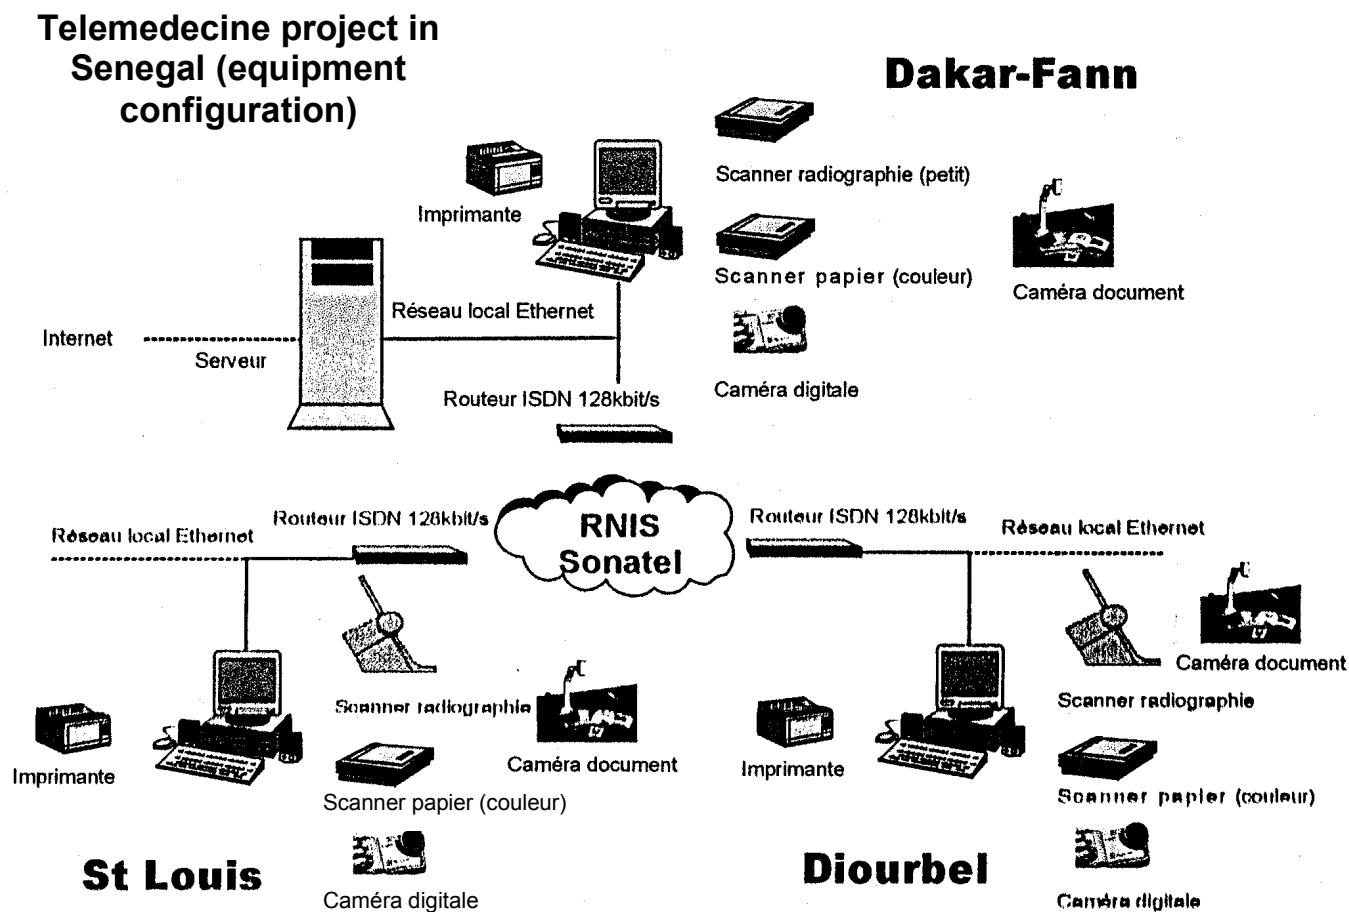 Telemedecine project in
Senegal (equipment
configuration)
Dakar-Fann
Scanner radiographie (petit)
Imprimante
Scanner papier (couleur)
Caméra document
Réseau local Ethernet
Internet
Serveur
Caméra digitale
Routeur ISDN 128kbit/s
RNIS
Sonatel
Routeur ISDN 128kbit/s
Réseau local Ethernet
Routeur ISDN 128kbit/s
Réseau local Ethernet
Scanner radiographie
Caméra document
Imprimante
Scanner papier (couleur)
Caméra digitale
St Louis
Caméra document
Scanner radiographie
Imprimante
Scanner papier (couleur)
Caméra digitale
Diourbel